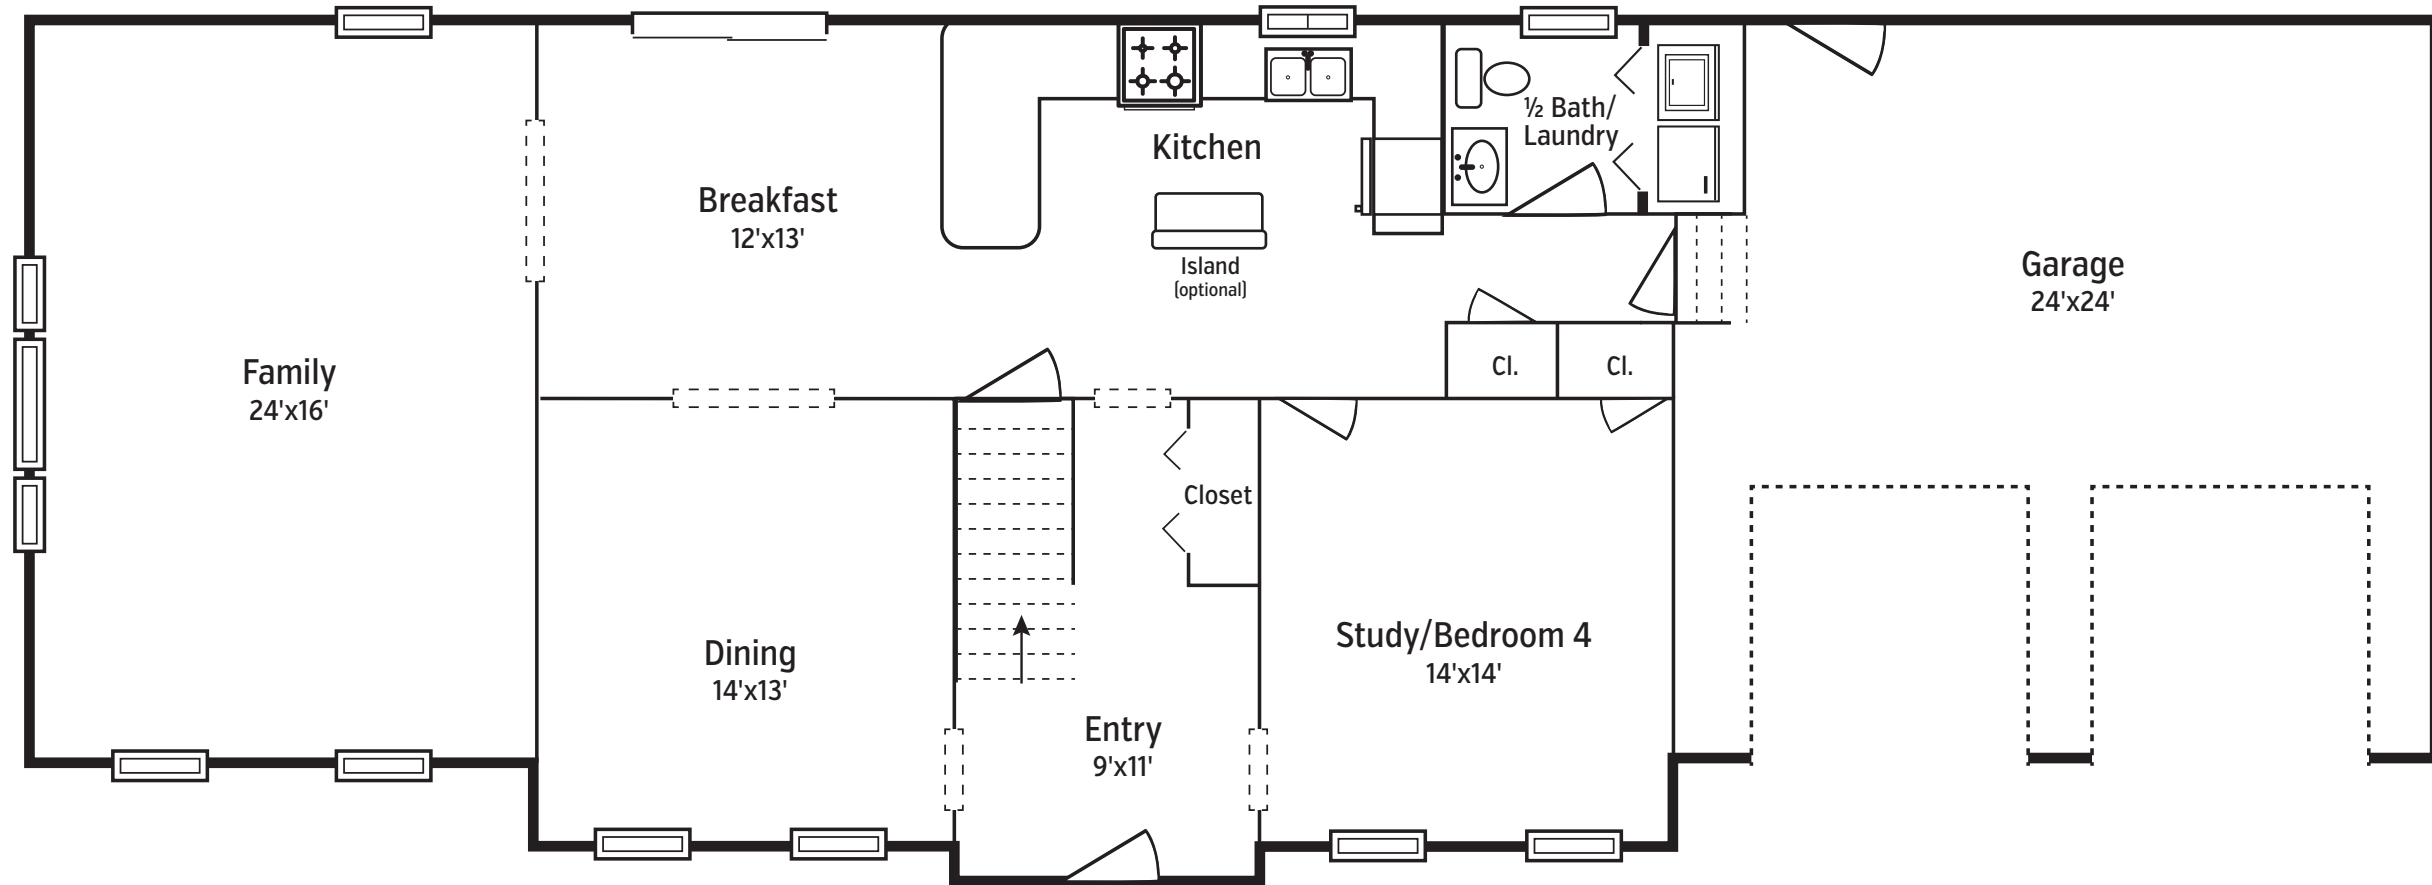 ½ Bath/
Laundry
Kitchen
Breakfast
12'x13'
Island
(optional)
Garage
24'x24'
Family
24'x16'
Cl.
Cl.
Closet
Study/Bedroom 4
14'x14'
Dining
14'x13'
Entry
9'x11'